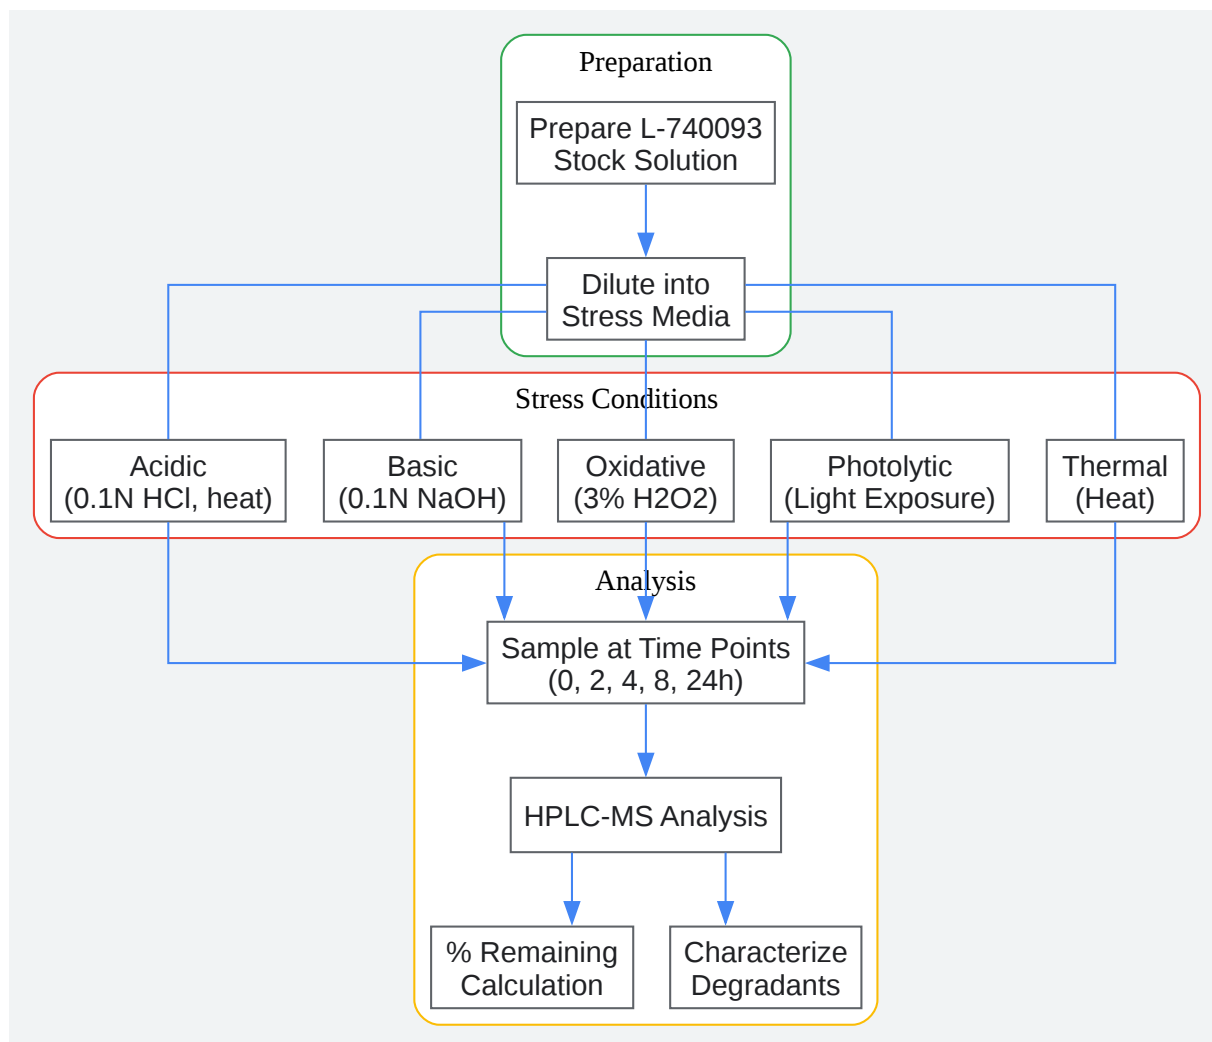 Preparation
Prepare L-740093
Stock Solution
Dilute into
Stress Media
Stress Conditions
Acidic
(0.1N HCl, heat)
Basic
(0.1N NaOH)
Oxidative
(3% H2O2)
Photolytic
(Light Exposure)
Thermal
(Heat)
Analysis
Sample at Time Points
(0, 2, 4, 8, 24h)
HPLC-MS Analysis
% Remaining
Calculation
Characterize
Degradants